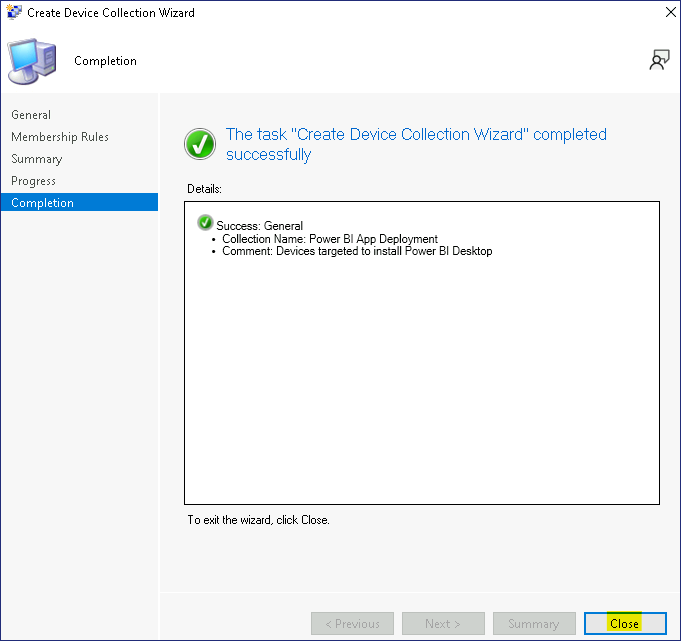 Create Device Collection Wizard
Completion
General
Membership Rules
Summary
Progress
Completion
The task "Create Device Collection Wizard" completed
successfully
Details:
Success: General
• Collection Name: Power BI App Deployment
• Comment: Devices targeted to install Power BI Desktop
To exit the wizard, click Close.
< Previous
Next >
Summary
Close